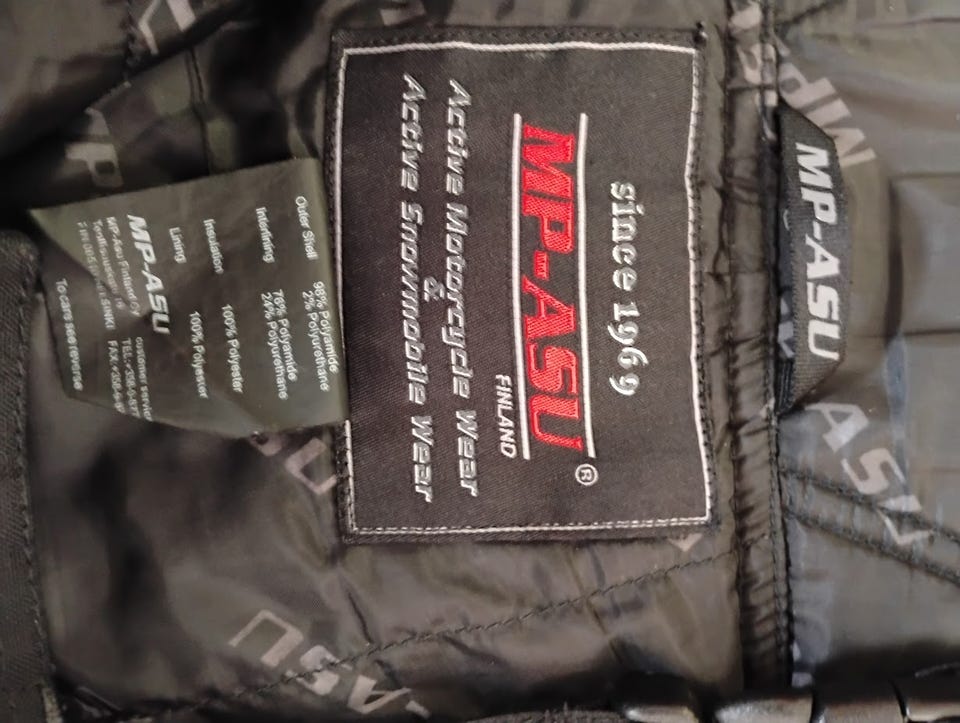 since 1969
MP-ASU®
FINLAND
Active Motorcycle Wear
&
Active Snowmobile Wear
MP-ASU
Outer Shell 98% Polyamide
2% Polyurethane
Interlining 76% Polyamide
24% Polyurethane
Insulation 100% Polyester
Lining 100% Polyester
MP-ASU customer service
MP-Asu Finland Oy
To care see reverse
MP-ASU